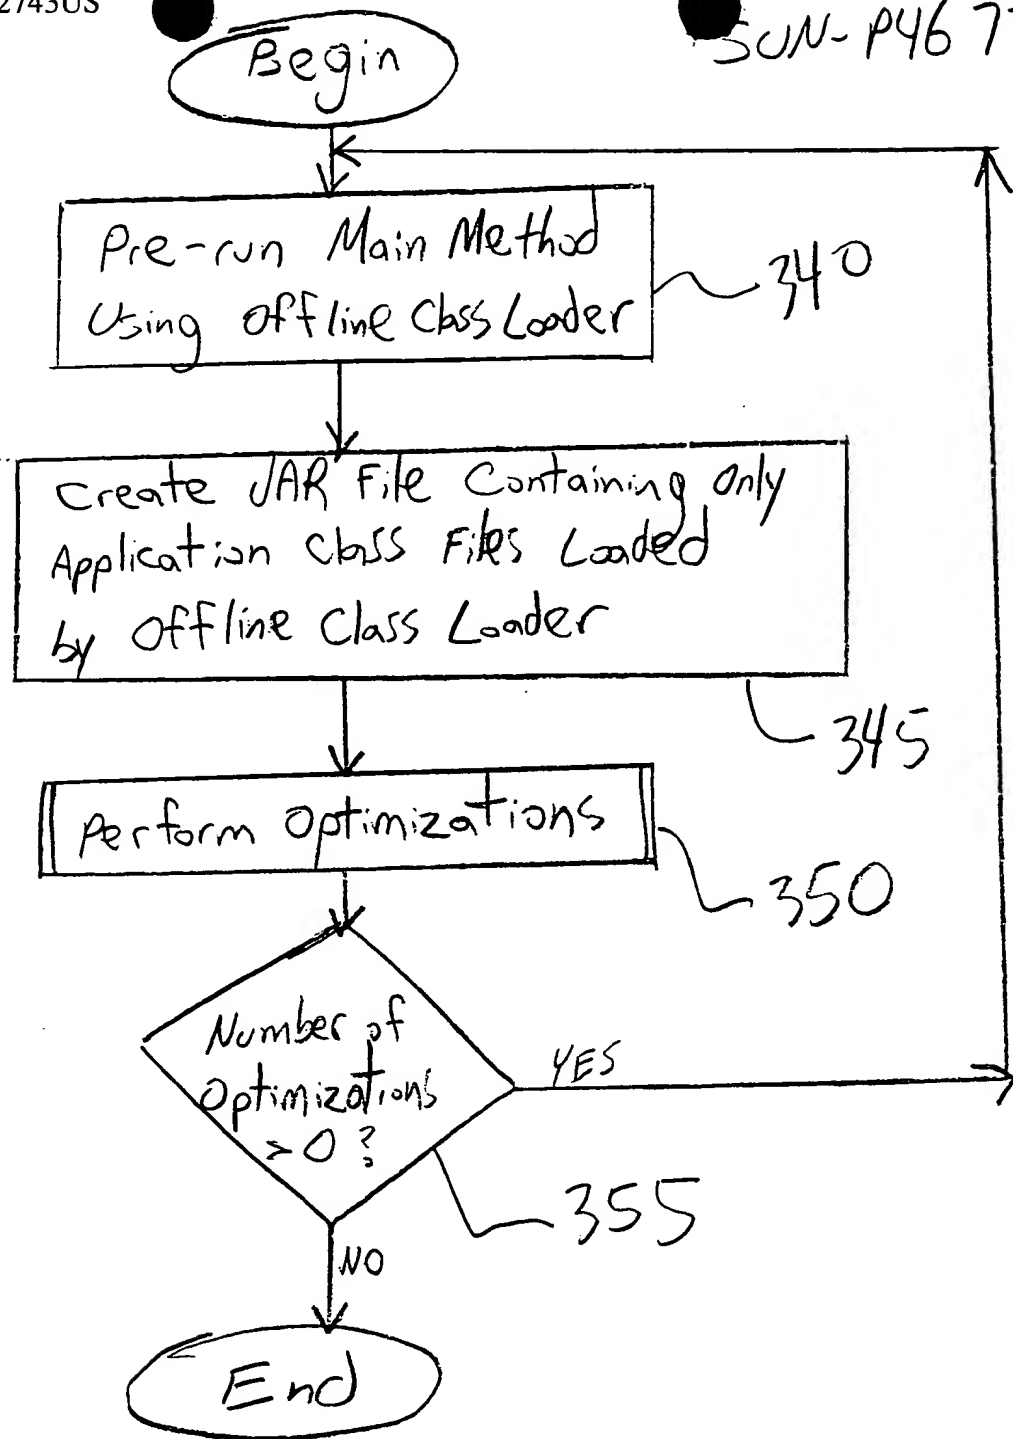 2743US
SUN-P467
Begin
Pre-run Main Method
Using Offline Class Loader
340
Create JAR File Containing Only
Application Class Files Loaded
by Offline Class Loader
345
Perform Optimizations
350
Number of
Optimizations
> 0 ?
YES
355
NO
End